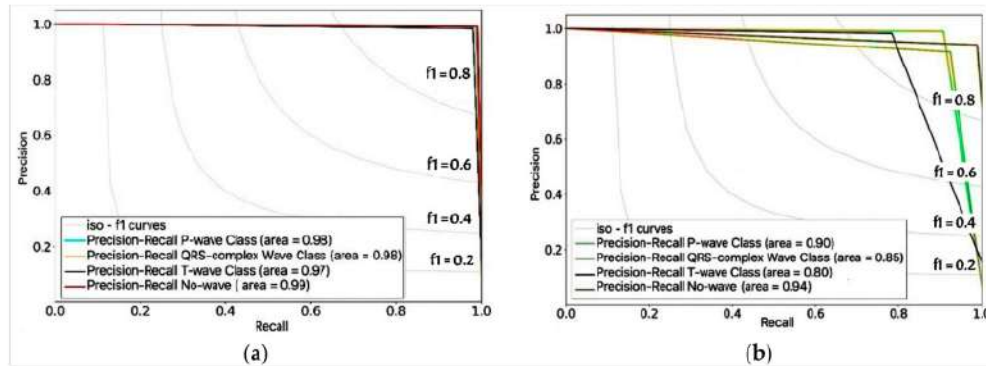 1.0
0.8
0.6
0.4
0.2
Precision
f1 = 0.8
f1 = 0.6
f1 = 0.4
f1 = 0.2
iso - f1 curves
Precision-Recall P-wave Class (area = 0.98)
Precision-Recall QRS-complex Wave Class (area = 0.98)
Precision-Recall T-wave Class (area = 0.97)
Precision-Recall No-wave ( area = 0.99)
0.0 0.2 0.4 0.6 0.8 1.0
Recall
(a)
1.0
0.8
0.6
0.4
0.2
Precision
f1 = 0.8
f1 = 0.6
f1 = 0.4
f1 = 0.2
iso - f1 curves
Precision-Recall P-wave Class (area = 0.90)
Precision-Recall QRS-complex Wave Class (area = 0.85)
Precision-Recall T-wave Class (area = 0.80)
Precision-Recall No-wave (area = 0.94)
0.0 0.2 0.4 0.6 0.8 1.0
Recall
(b)